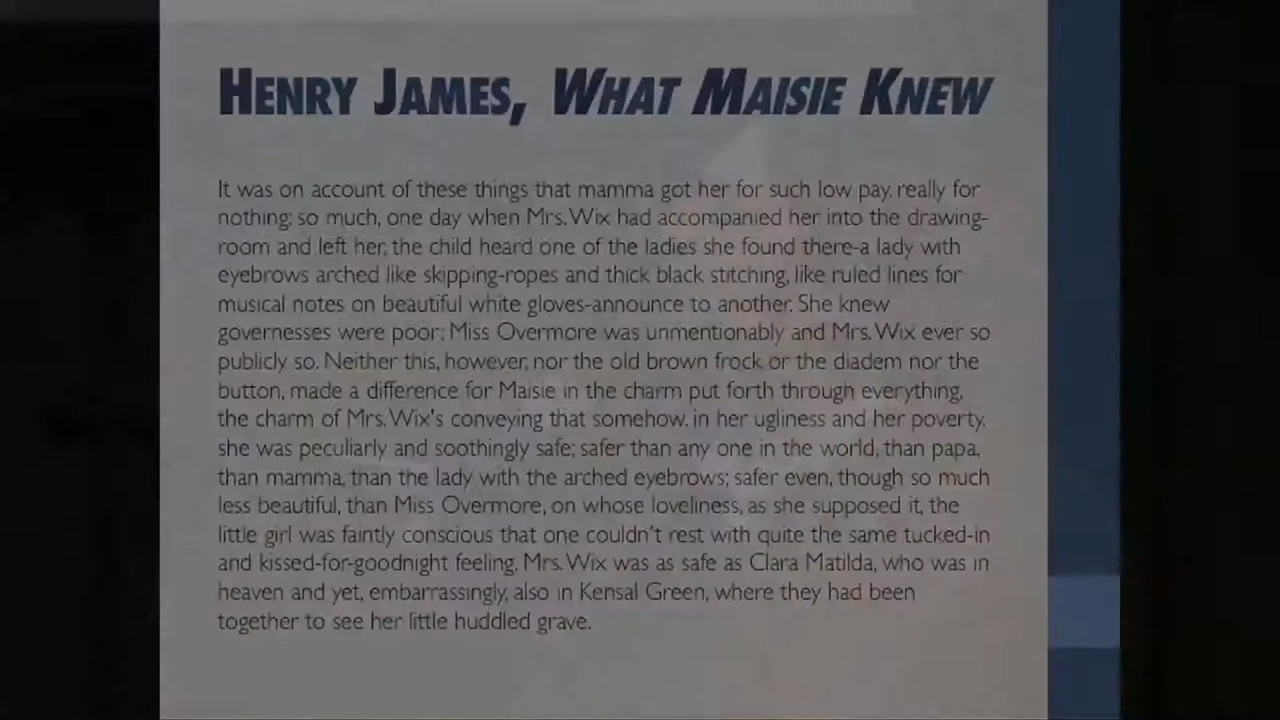 HENRY JAMES, WHAT MAISIE KNEW
It was on account of these things that mamma got her for such low pay, really for
nothing: so much, one day when Mrs. Wix had accompanied her into the drawing-
room and left her, the child heard one of the ladies she found there-a lady with
eyebrows arched like skipping-ropes and thick black stitching, like ruled lines for
musical notes on beautiful white gloves-announce to another. She knew
governesses were poor; Miss Overmore was unmentionably and Mrs. Wix ever so
publicly so. Neither this, however, nor the old brown frock or the diadem nor the
button, made a difference for Maisie in the charm put forth through everything,
the charm of Mrs. Wix's conveying that somehow, in her ugliness and her poverty,
she was peculiarly and soothingly safe; safer than any one in the world, than papa,
than mamma, than the lady with the arched eyebrows; safer even, though so much
less beautiful, than Miss Overmore, on whose loveliness, as she supposed it, the
little girl was faintly conscious that one couldn't rest with quite the same tucked-in
and kissed-for-goodnight feeling. Mrs. Wix was as safe as Clara Matilda, who was in
heaven and yet, embarrassingly, also in Kensal Green, where they had been
together to see her little huddled grave.